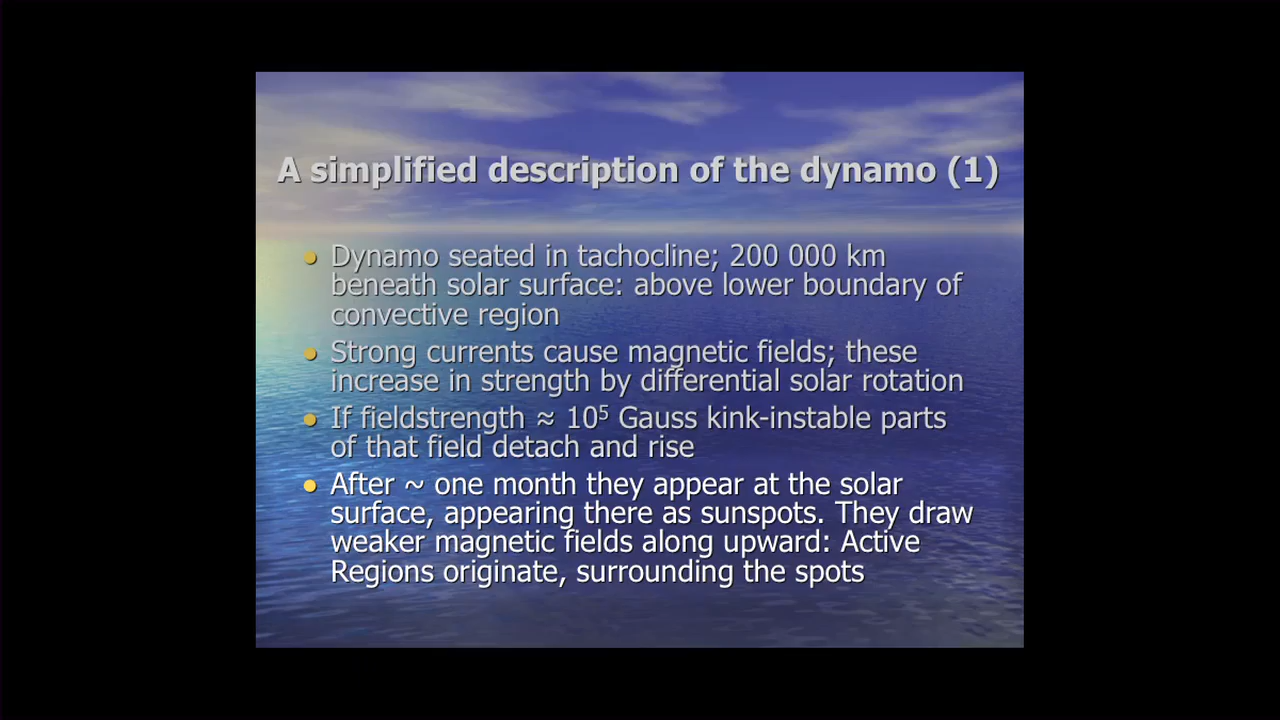 A simplified description of the dynamo (1)
• Dynamo seated in tachocline; 200 000 km
beneath solar surface: above lower boundary of
convective region
• Strong currents cause magnetic fields; these
increase in strength by differential solar rotation
• If fieldstrength ≈ 10⁵ Gauss kink-instable parts
of that field detach and rise
• After ~ one month they appear at the solar
surface, appearing there as sunspots. They draw
weaker magnetic fields along upward: Active
Regions originate, surrounding the spots